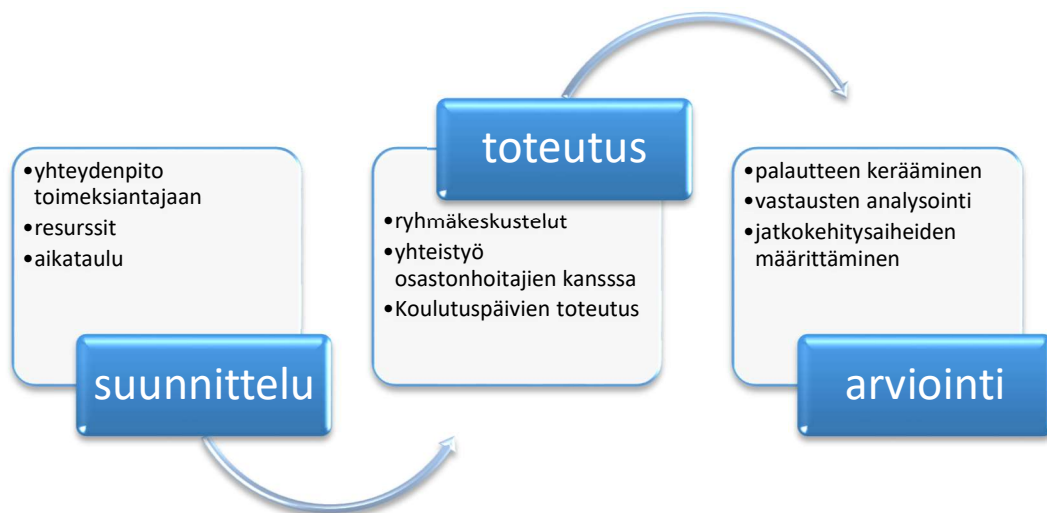 •yhteydenpito
toimeksiantajaan
•resurssit
•aikataulu
suunnittelu
toteutus
•ryhmäkeskustelut
•yhteistyö
osastonhoitajien kansssa
•Koulutuspäivien toteutus
•palautteen kerääminen
•vastausten analysointi
•jatkokehitysaiheiden
määrittäminen
arviointi